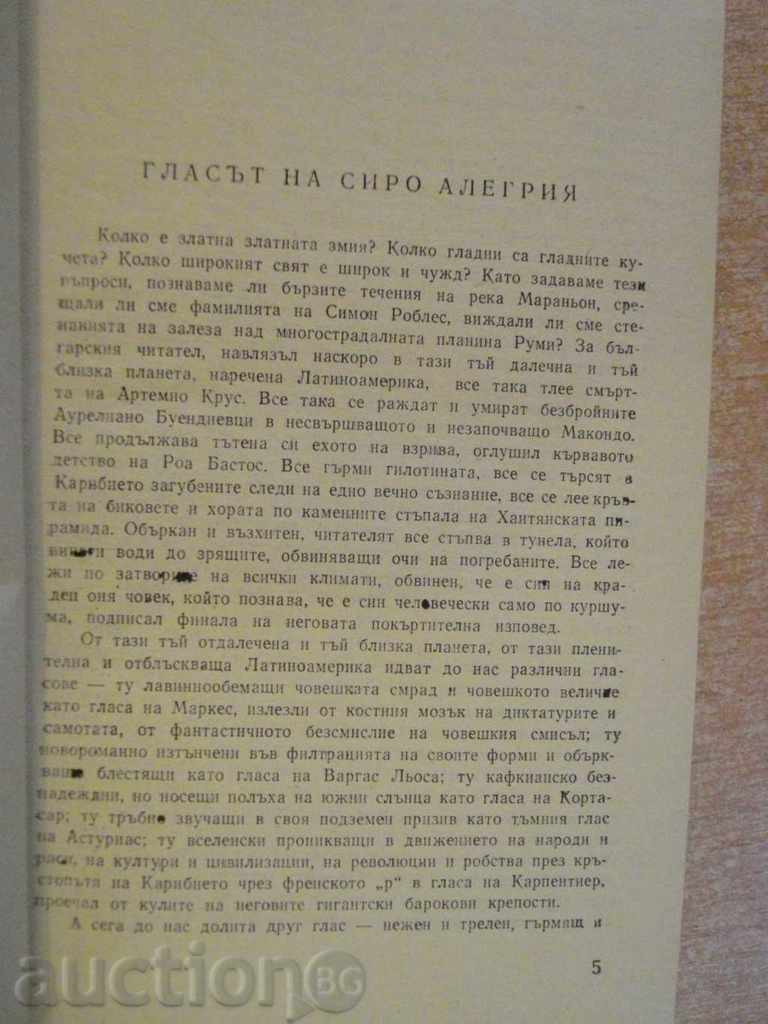 ГЛАСЪТ НА СИРО АЛЕГРИЯ
Колко е златна златната змия? Колко гладни са гладните ку-
чета? Колко широкият свят е широк и чужд? Като задаваме тези
въпроси, познаваме ли бързите течения на река Мараньон, сре-
щали ли сме фамилията на Симон Роблес, виждали ли сме сте-
нанията на залеза над многострадалната планина Руми? За бъл-
гарския читател, навлязъл наскоро в тази тъй далечна и тъй
близка планета, наречена Латиноамерика, все така тлее смърт-
та на Артемио Крус. Все така се раждат и умират безбройните
Аурелиано Буендиевци в несвършващото и незапочващо Макондо.
Все продължава тътена си ехото на взрива, оглушил кървавото
детство на Роа Бастос. Все гърми гилотината, все се търсят в
Карибието загубените следи на едно вечно съзнание, все се лее кръв-
та на биковете и хората по каменните стъпала на Хаитянската пи-
рамида. Объркан и възхитен, читателят все стъпва в тунела, който
винаги води до зрящите, обвиняващи очи на погребаните. Все ле-
жи по затворите на всички климати, обвинен, че е син на кра-
ден оня човек, който познава, че е син человечески само по куршу-
ма, подписал финала на неговата покъртителна изповед.
От тази тъй отдалечена и тъй близка планета, от тази плени-
телна и отблъскваща Латиноамерика идват до нас различни гла-
сове — ту лавиннообемащи човешката смрад и човешкото величие
като гласа на Маркес, излезли от костния мозък на диктатурите и
самотата, от фантастичното безсмислие на човешкия смисъл; ту
новороманно изтънчени във филтрацията на своите форми и обърк-
ващо блестящи като гласа на Варгас Льоса; ту кафкианско без-
надеждни, но носещи полъха на южни слънца като гласа на Корта-
сар; ту тръбно звучащи в своя подземен призив като тъмния глас
на Астуриас; ту вселенски проникващи в движението на народи и
раси, на култури и цивилизации, на революции и робства през кръ-
стопътя на Карибието чрез френското „р“ в гласа на Карпентиер,
проечал от кулите на неговите гигантски барокови крепости.
А сега до нас долита друг глас — нежен и трелен, гърмящ и
5
auction BG